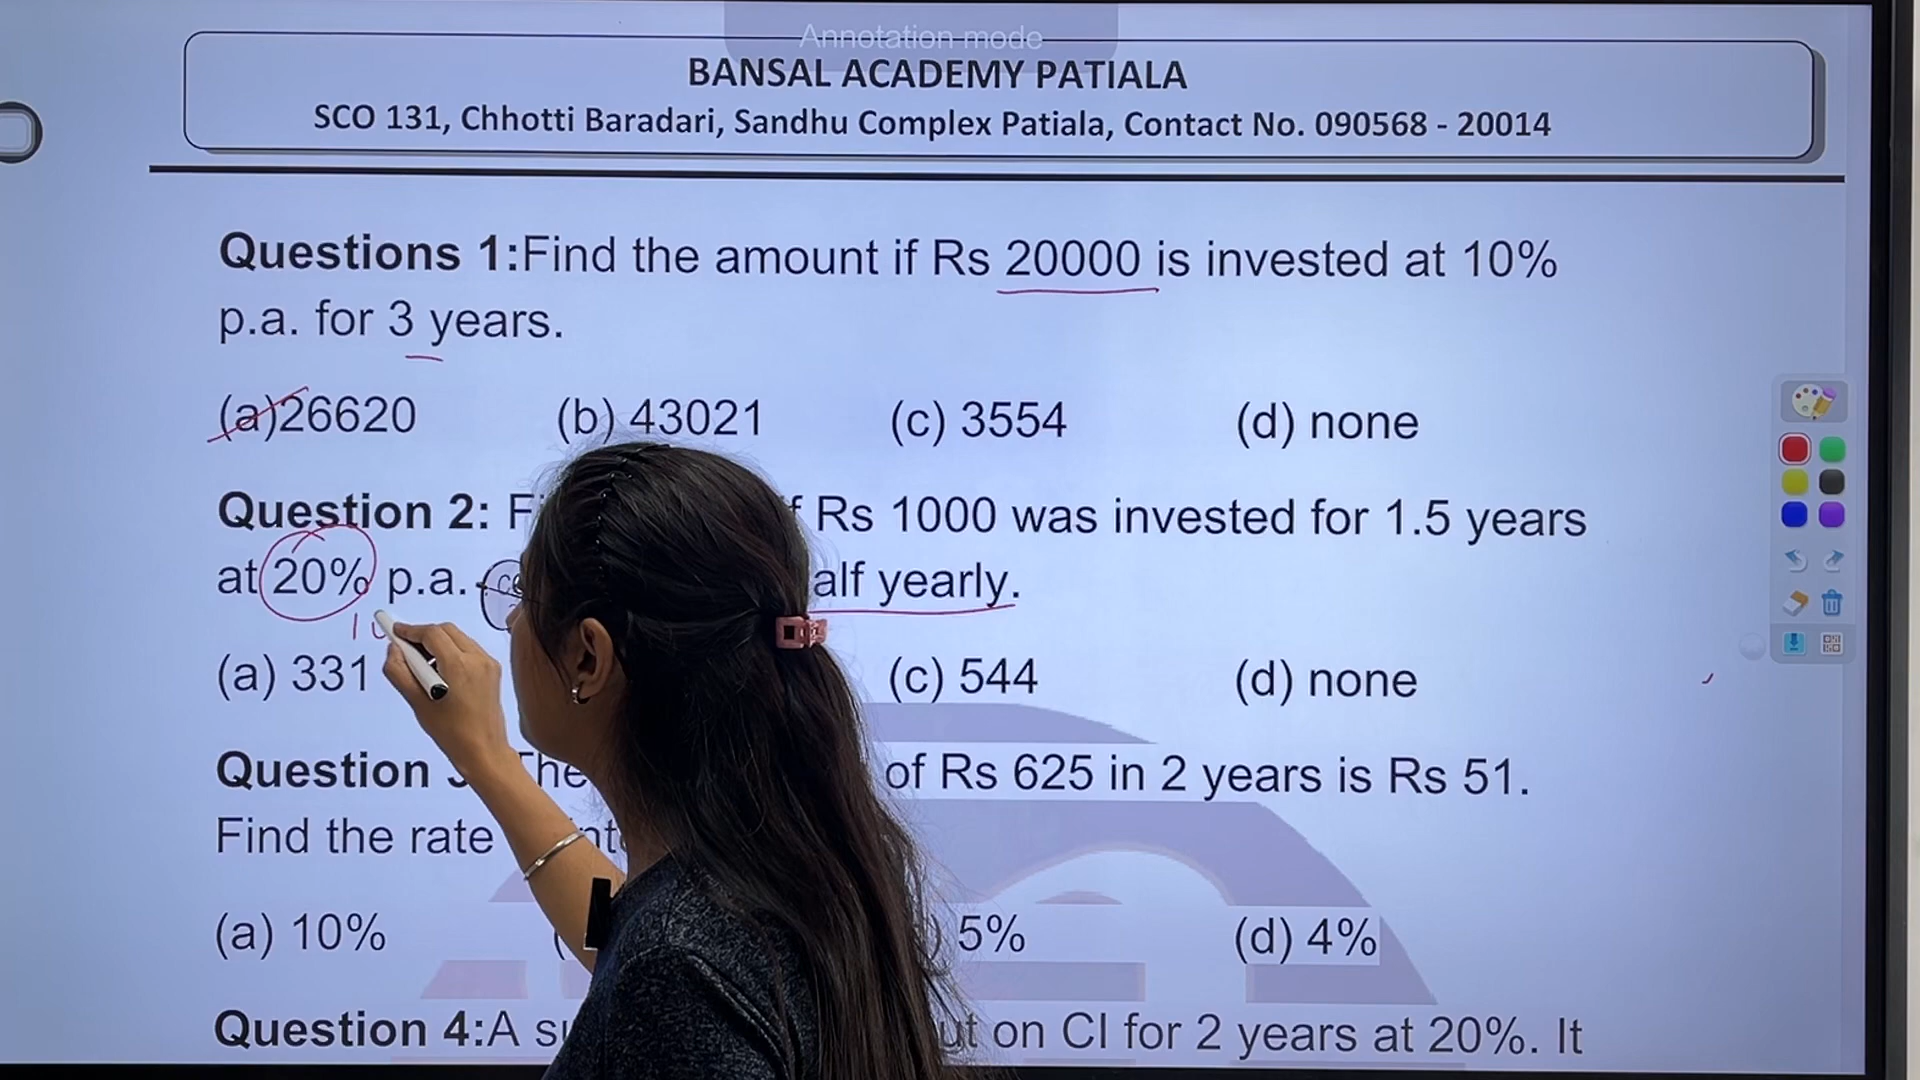 Annotation mode
BANSAL ACADEMY PATIALA
SCO 131, Chhotti Baradari, Sandhu Complex Patiala, Contact No. 090568 - 20014
Questions 1:Find the amount if Rs 20000 is invested at 10%
p.a. for 3 years.
(a)26620 (b) 43021 (c) 3554 (d) none
Question 2: Rs 1000 was invested for 1.5 years
at 20% p.a. yearly.
(a) 331 (c) 544 (d) none
Question of Rs 625 in 2 years is Rs 51.
Find the rate
(a) 10% 5% (d) 4%
Question 4:A on CI for 2 years at 20%. It